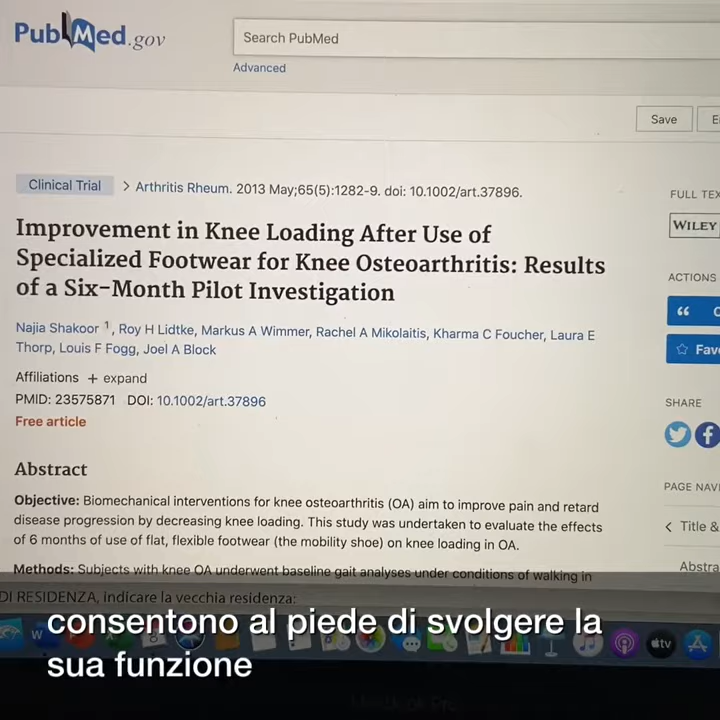 PubMed.gov
Search PubMed
Advanced
Save
Clinical Trial > Arthritis Rheum. 2013 May;65(5):1282-9. doi: 10.1002/art.37896.
FULL TEX
Improvement in Knee Loading After Use of
Specialized Footwear for Knee Osteoarthritis: Results
of a Six-Month Pilot Investigation
WILEY
ACTIONS
Najia Shakoor 1, Roy H Lidtke, Markus A Wimmer, Rachel A Mikolaitis, Kharma C Foucher, Laura E
Thorp, Louis F Fogg, Joel A Block
Fav
Affiliations + expand
PMID: 23575871 DOI: 10.1002/art.37896
Free article
SHARE
Abstract
Objective: Biomechanical interventions for knee osteoarthritis (OA) aim to improve pain and retard
disease progression by decreasing knee loading. This study was undertaken to evaluate the effects
of 6 months of use of flat, flexible footwear (the mobility shoe) on knee loading in OA.
PAGE NAVI
< Title &
Abstra
Methods: Subjects with knee OA underwent baseline gait analyses under conditions of walking in
DI RESIDENZA, indicare la vecchia residenza:
consentono al piede di svolgere la
sua funzione
tv
MacBook Pro